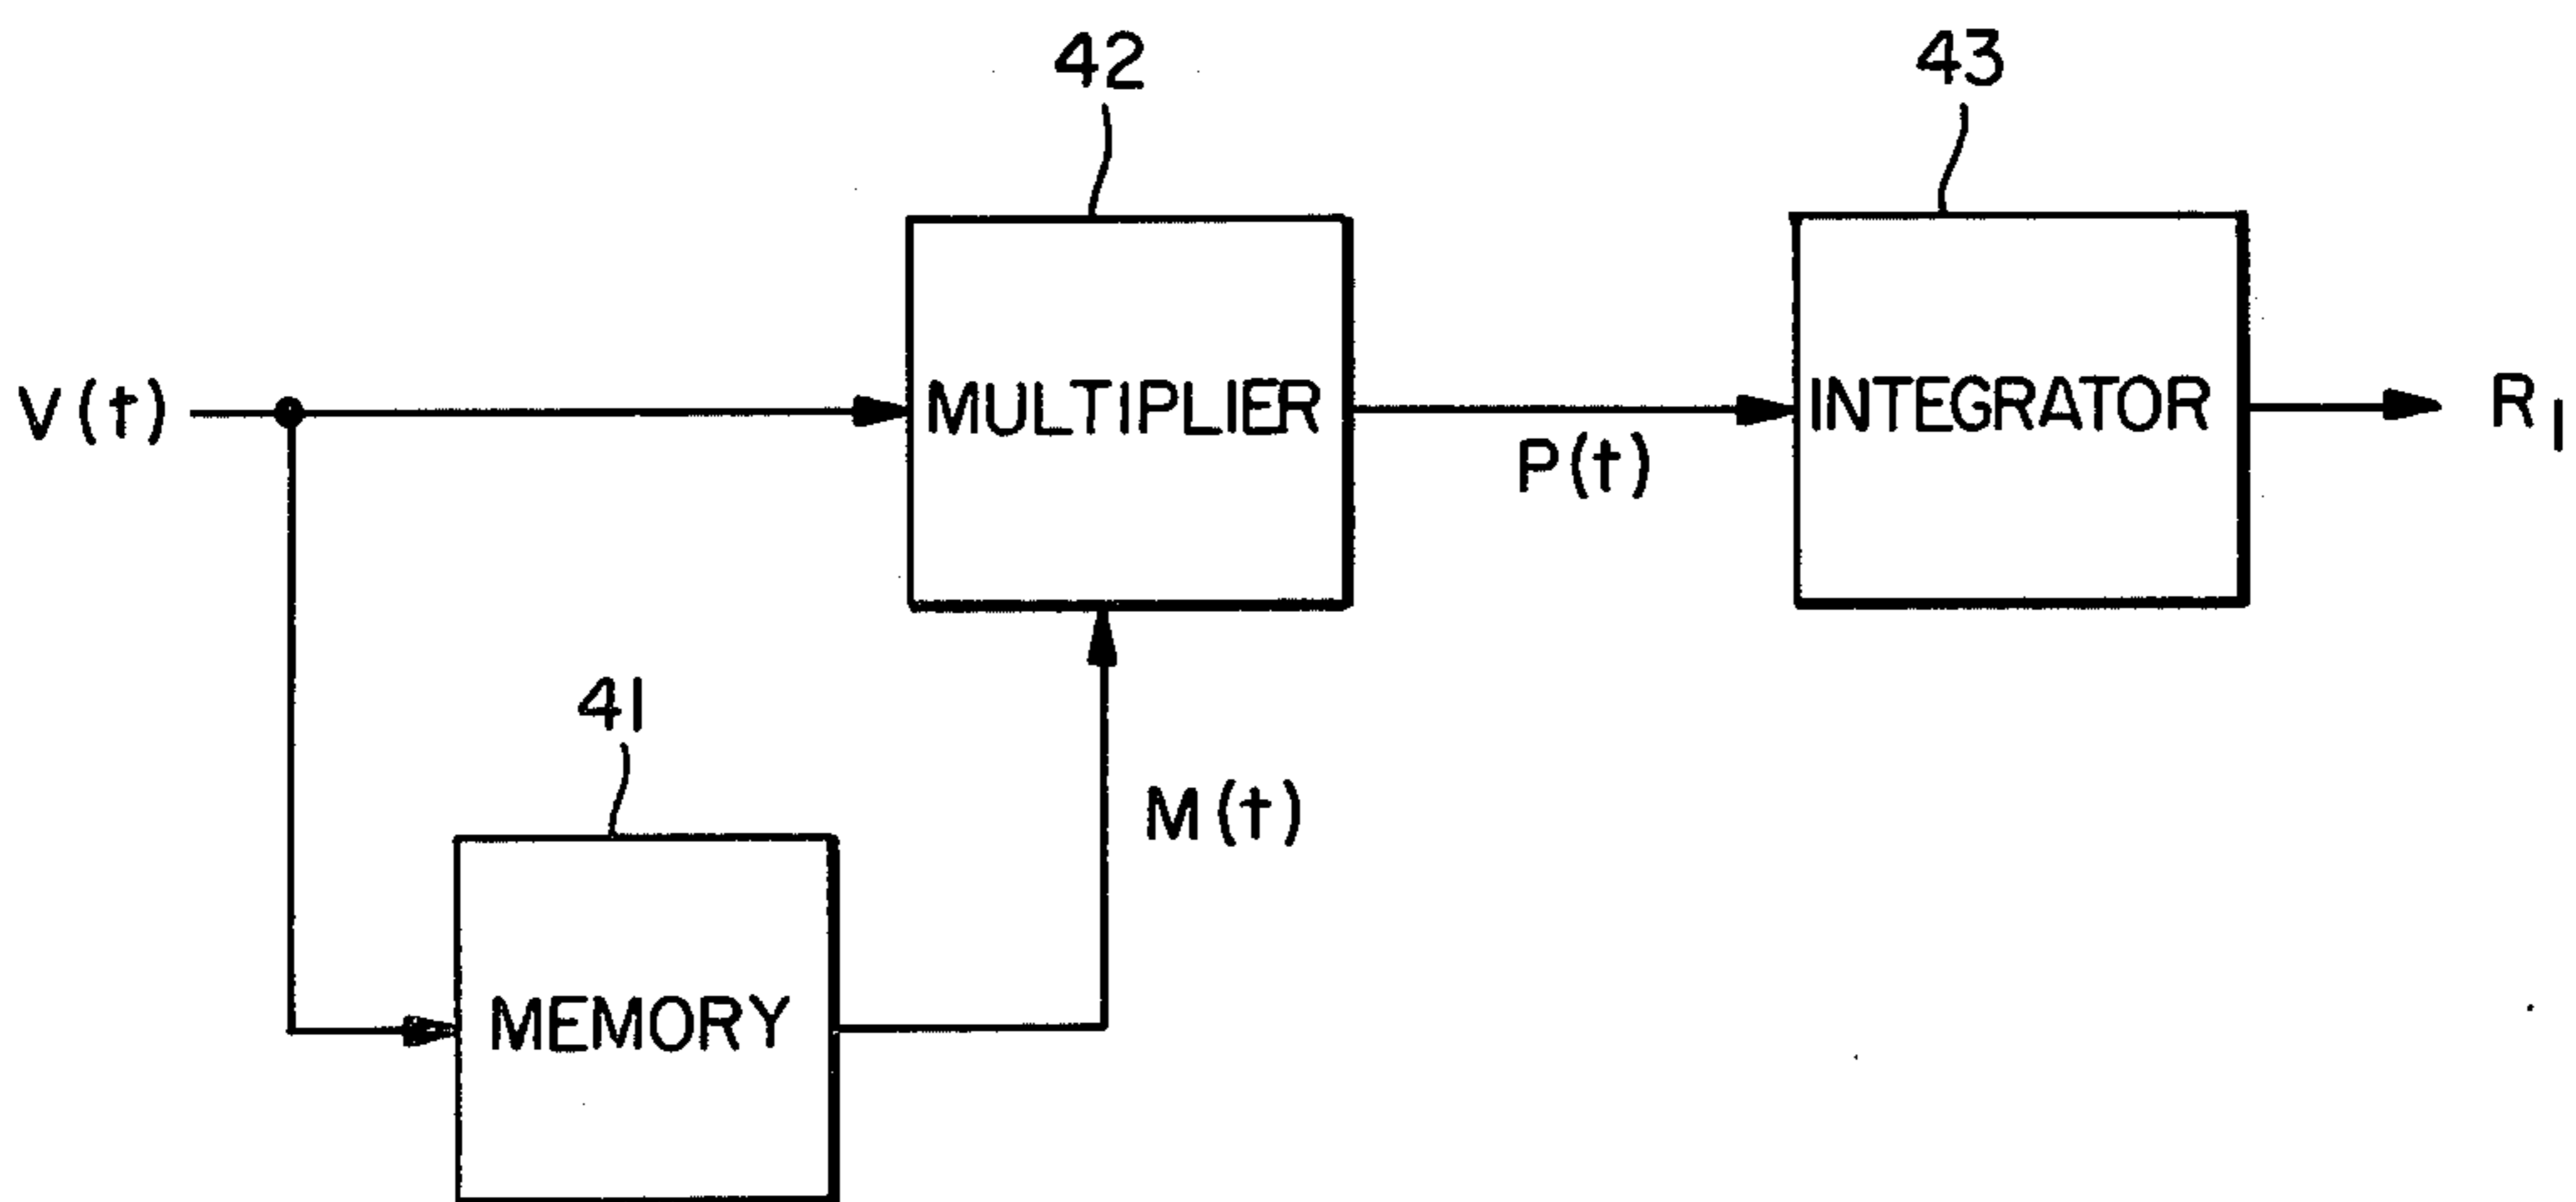 42
43
V(t)
MULTIPLIER
P(t)
INTEGRATOR
R1
41
M(t)
MEMORY